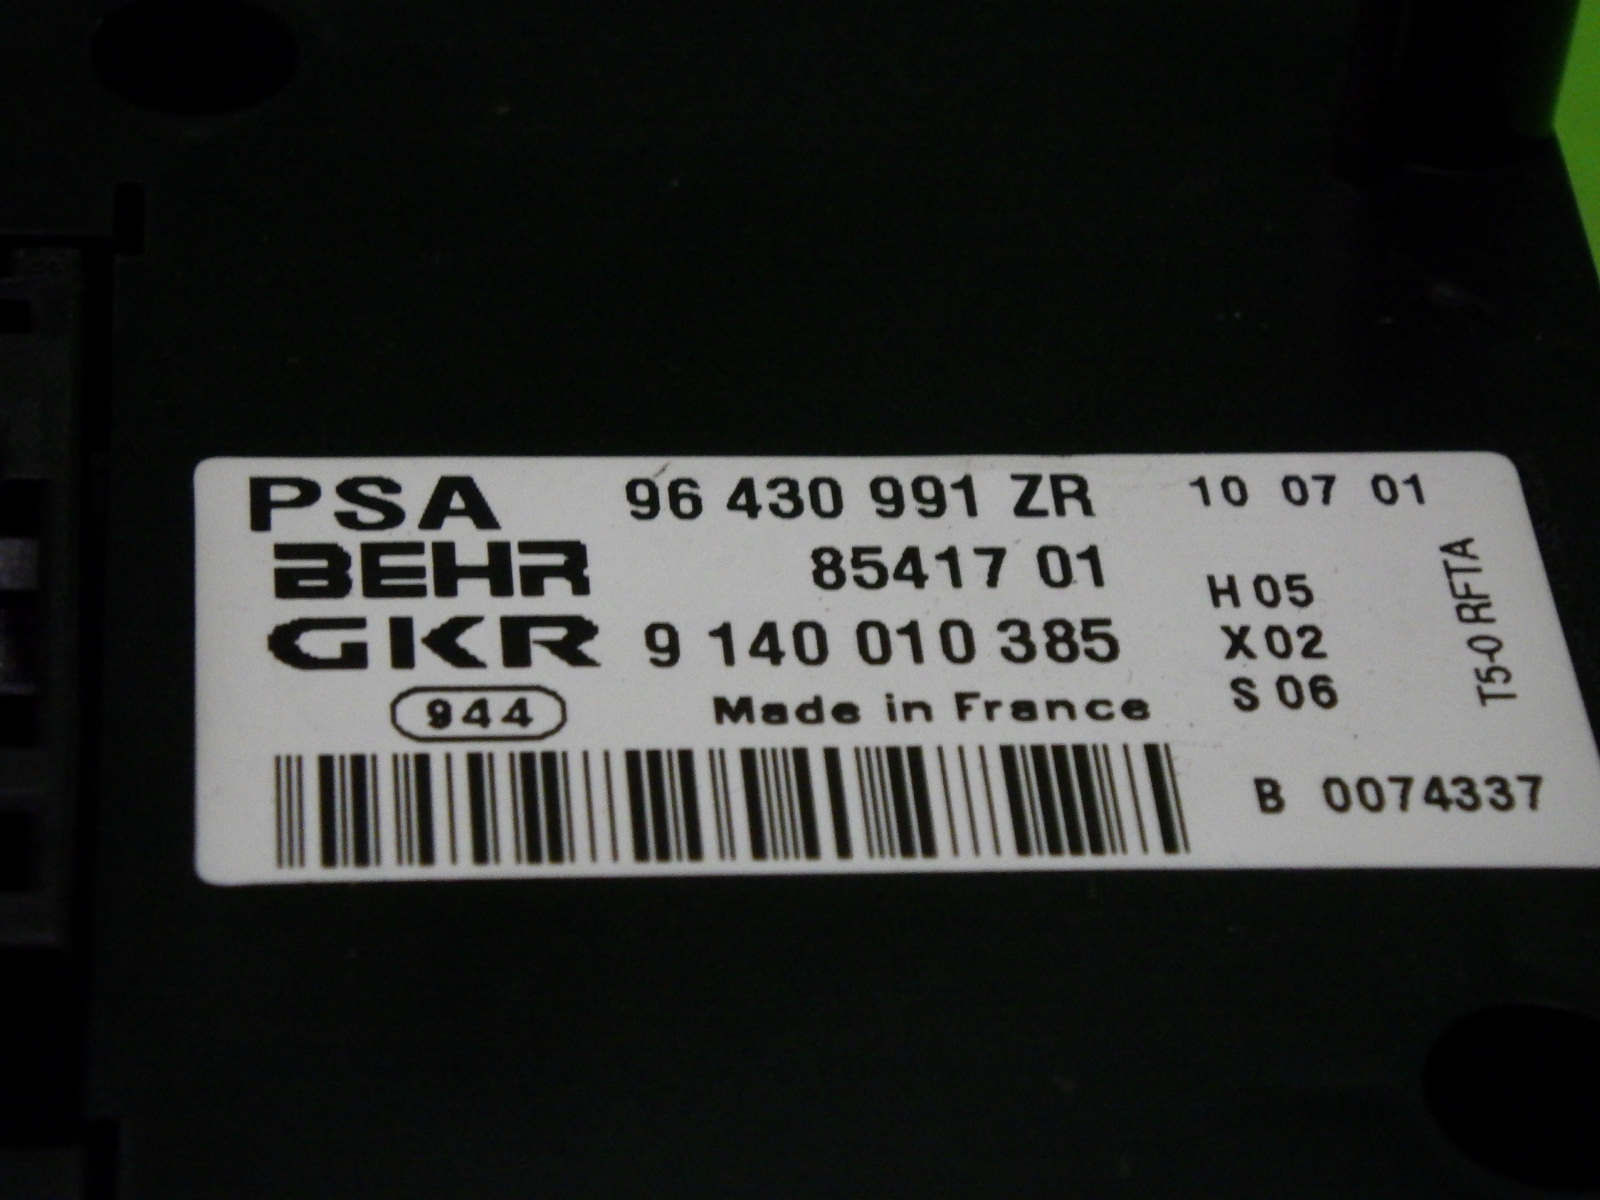 PSA 96 430 991 ZR 10 07 01
BEHR 85417 01 H 05
GKR 9 140 010 385 X 02
S 06
944 Made in France
T5-0 RFTA
B 0074337